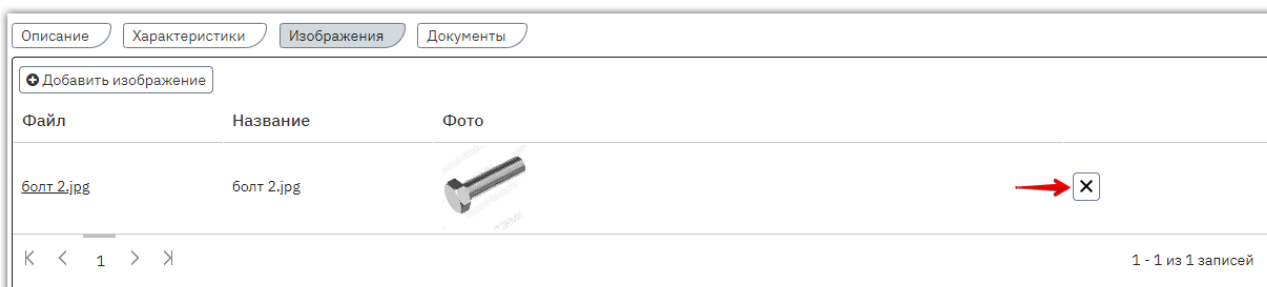 Описание Характеристики Изображения Документы
Добавить изображение
Файл Название Фото
болт 2.jpg болт 2.jpg
1 1 - 1 из 1 записей